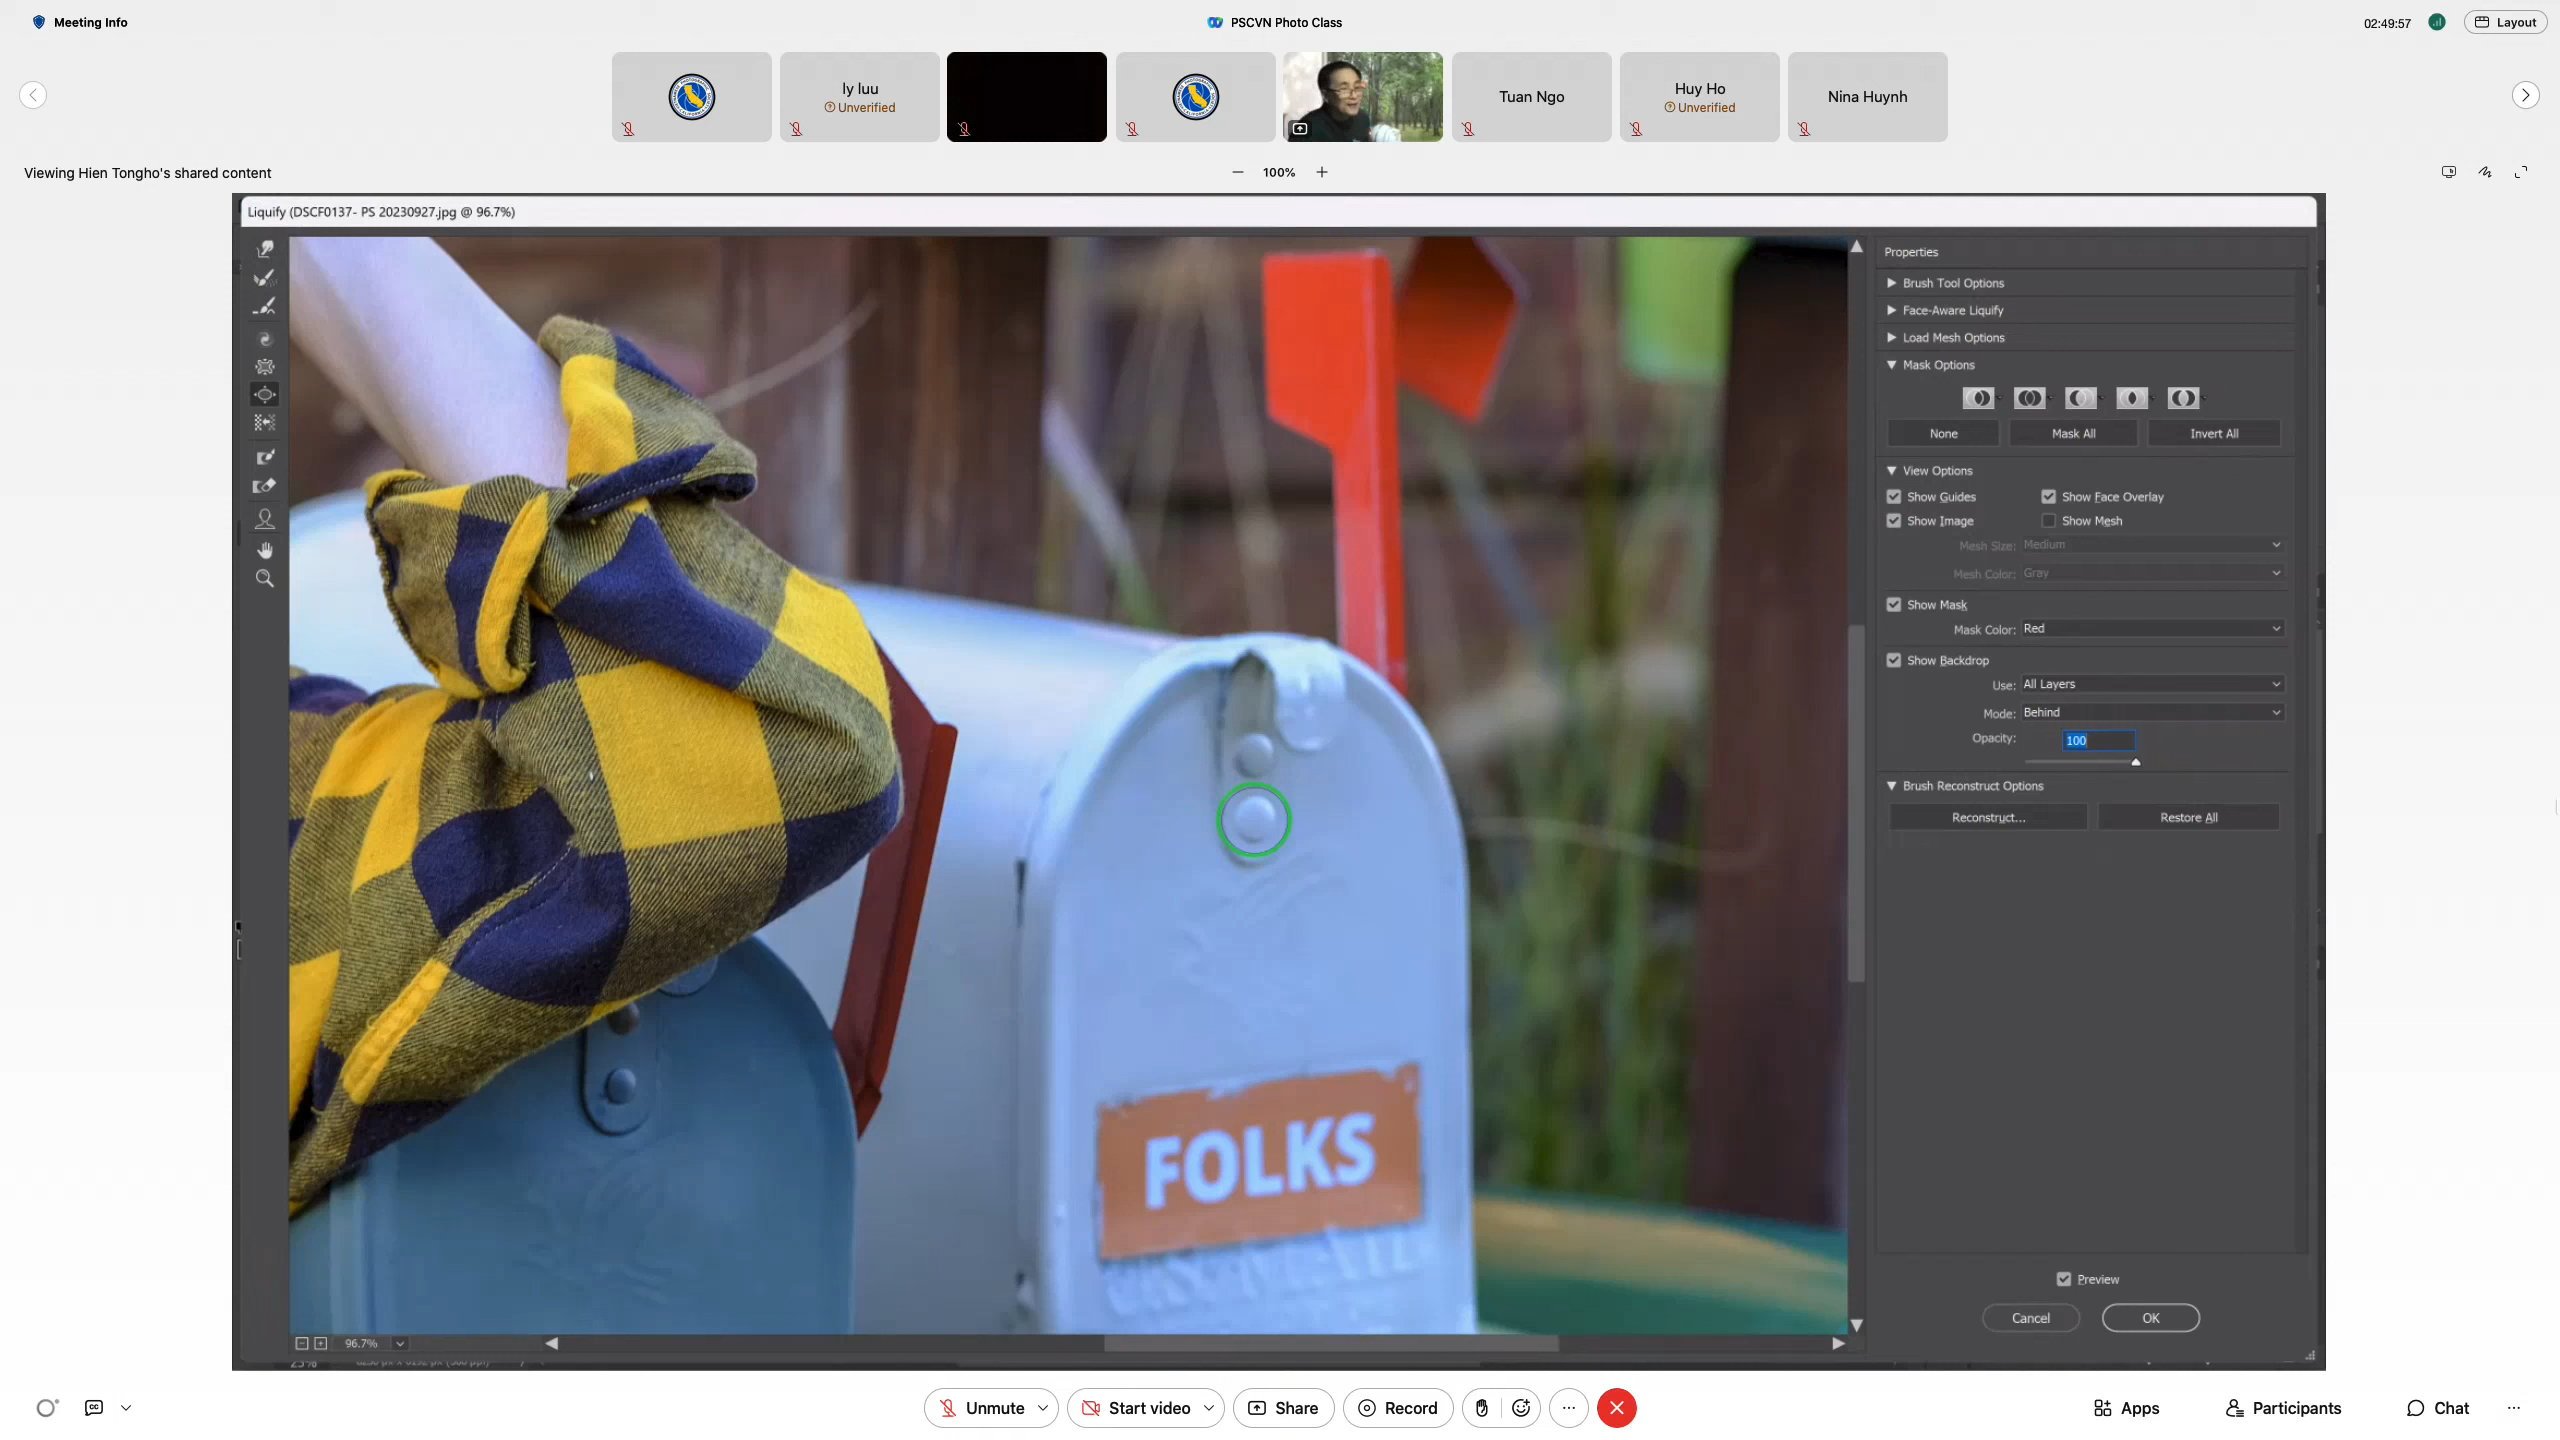 Meeting Info
PSCVN Photo Class
02:49:57
Layout
ly luu
Unverified
Tuan Ngo
Huy Ho
Unverified
Nina Huynh
Viewing Hien Tongho's shared content
100%
Liquify (DSCF0137- PS 20230927.jpg @ 96.7%)
Properties
Brush Tool Options
Face-Aware Liquify
Load Mesh Options
Mask Options
None
Mask All
Invert All
View Options
Show Guides
Show Face Overlay
Show Image
Show Mesh
Mesh Size: Medium
Mesh Color: Gray
Show Mask
Mask Color: Red
Show Backdrop
Use: All Layers
Mode: Behind
Opacity: 100
Brush Reconstruct Options
Reconstruct...
Restore All
FOLKS
Preview
Cancel
OK
96.7%
Unmute
Start video
Share
Record
Apps
Participants
Chat